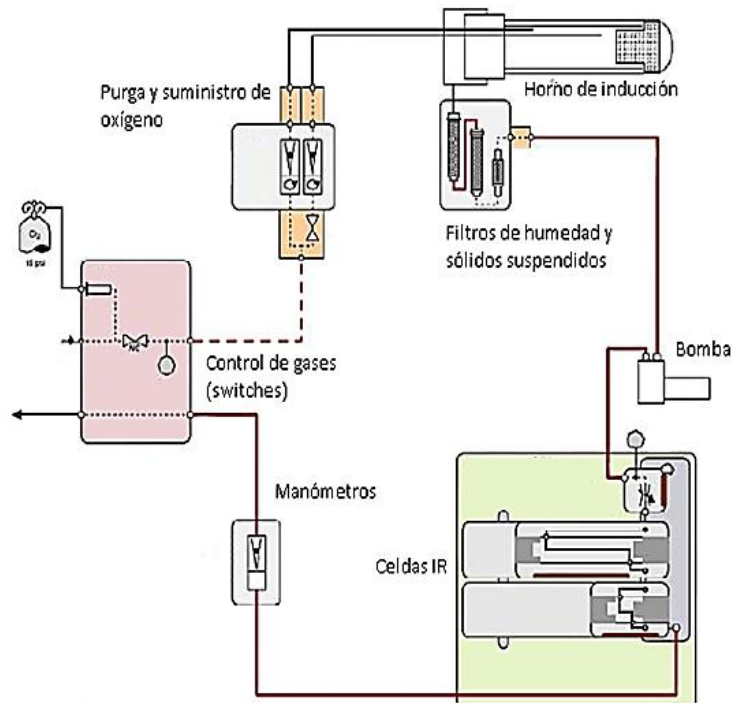 Purga y suministro de
oxígeno
Horno de inducción
Filtros de humedad y
sólidos suspendidos
O₂
Bomba
Control de gases
(switches)
Manómetros
Celdas IR